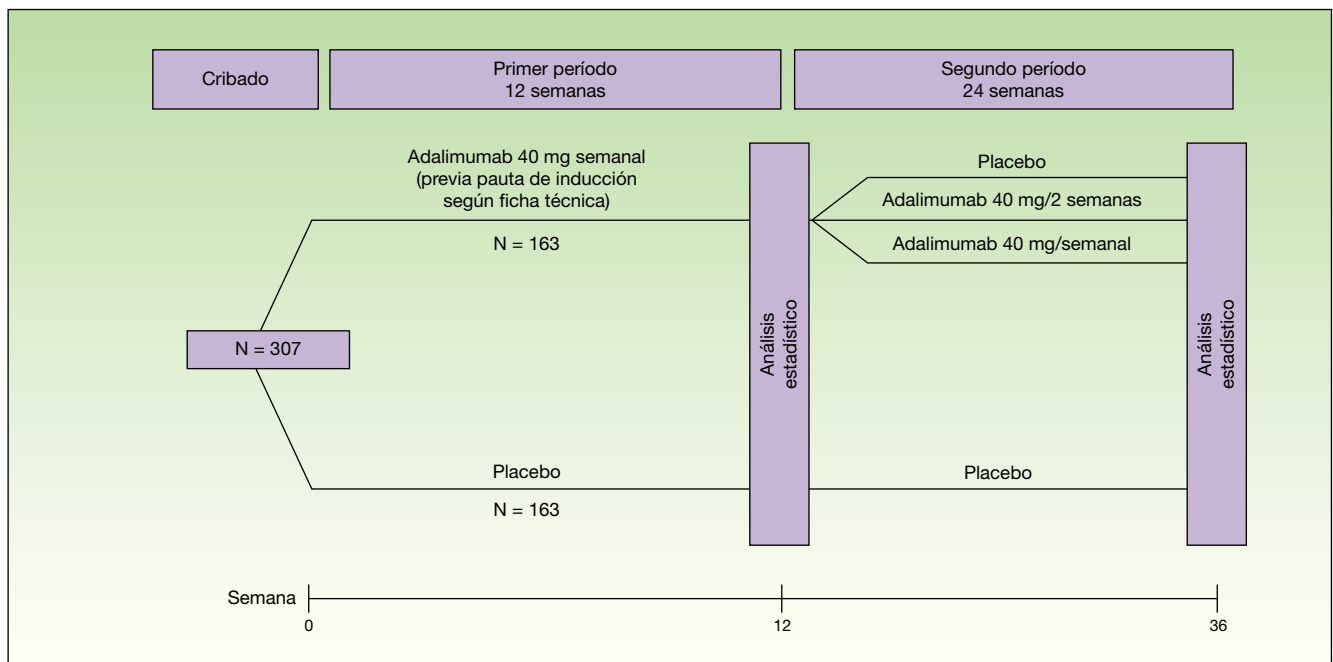 Cribado
Primer período
12 semanas
Segundo período
24 semanas
Adalimumab 40 mg semanal
(previa pauta de inducción
según ficha técnica)
N = 163
N = 307
Placebo
N = 163
Análisis
estadístico
Placebo
Adalimumab 40 mg/2 semanas
Adalimumab 40 mg/semanal
Placebo
Análisis
estadístico
Semana
0
12
36